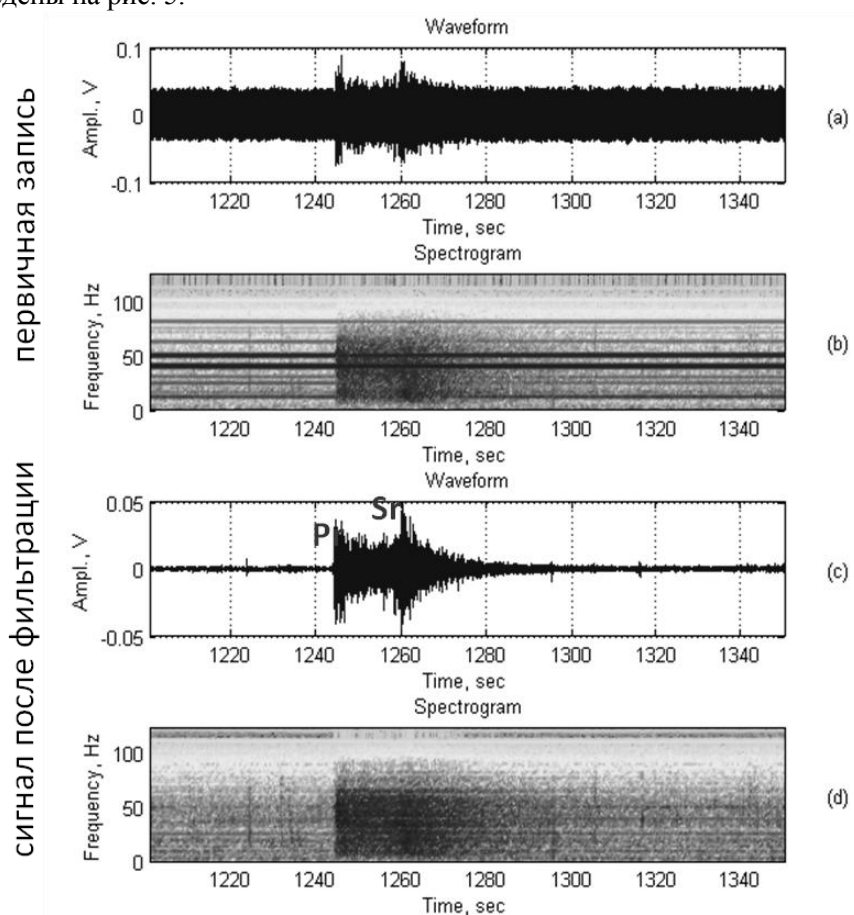 на рис. 5.
первичная запись
Waveform
0.1
0
-0.1
Ampl., V
1220 1240 1260 1280 1300 1320 1340
Time, sec
(a)
Spectrogram
100
50
0
Frequency, Hz
1220 1240 1260 1280 1300 1320 1340
Time, sec
(b)
сигнал после фильтрации
Waveform
0.05
0
-0.05
Ampl., V
P
Sn
1220 1240 1260 1280 1300 1320 1340
Time, sec
(c)
Spectrogram
100
50
0
Frequency, Hz
1220 1240 1260 1280 1300 1320 1340
Time, sec
(d)